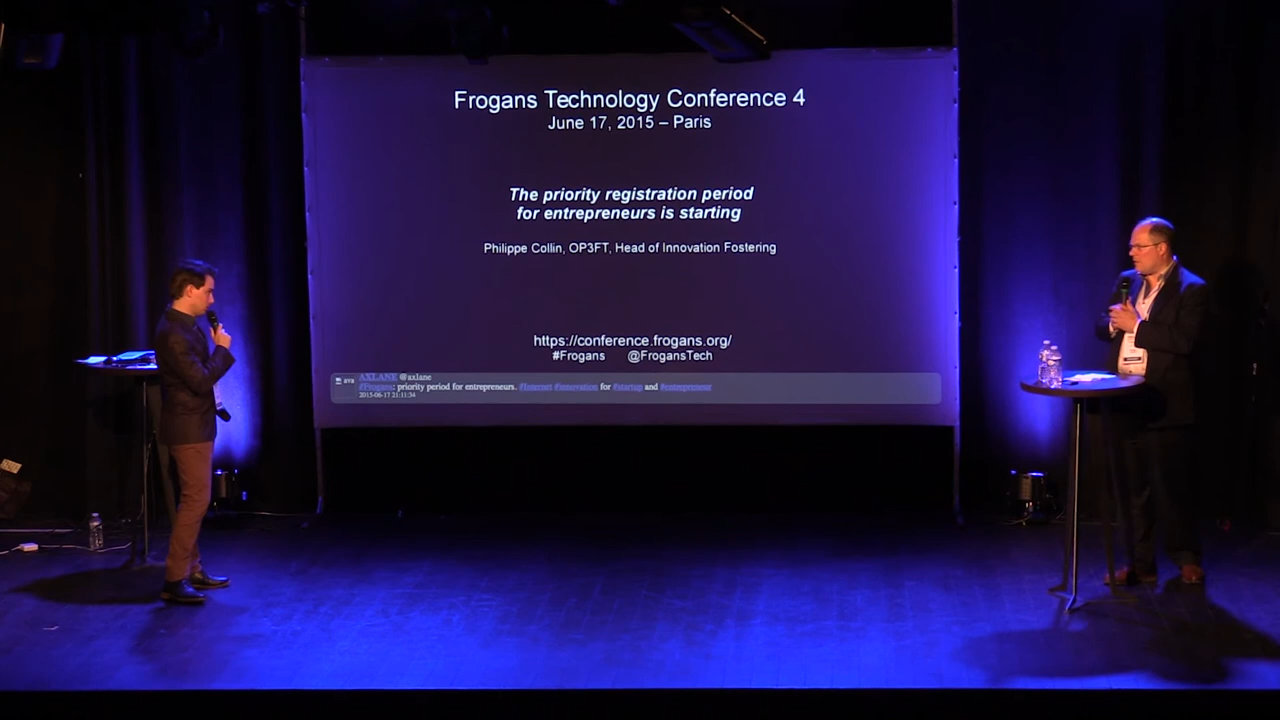 Frogans Technology Conference 4
June 17, 2015 – Paris
The priority registration period
for entrepreneurs is starting
Philippe Collin, OP3FT, Head of Innovation Fostering
https://conference.frogans.org/
#Frogans @FrogansTech
AXLANE @axlane
#Frogans: priority period for entrepreneurs. #Internet #innovation for #startup and #entrepreneur
2015-06-17 21:11:34